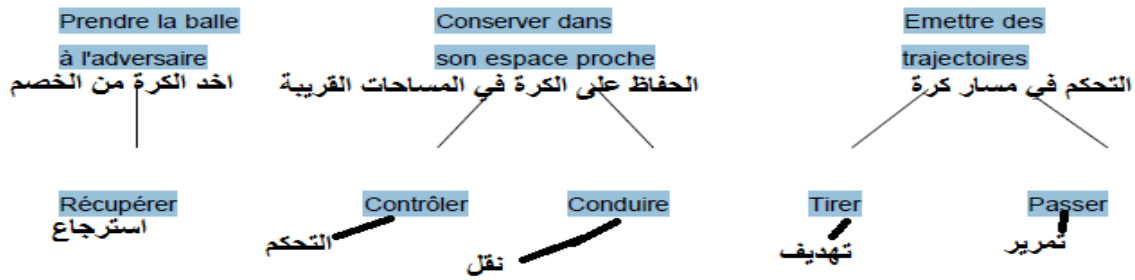 Prendre la balle
à l'adversaire
اخد الكرة من الخصم
Conserver dans
son espace proche
الحفاظ على الكرة في المساحات القريبة
Emettre des
trajectoires
التحكم في مسار كرة
Récupérer
استرجاع
Contrôler
التحكم
Conduire
نقل
Tirer
تهديف
Passer
تمرير